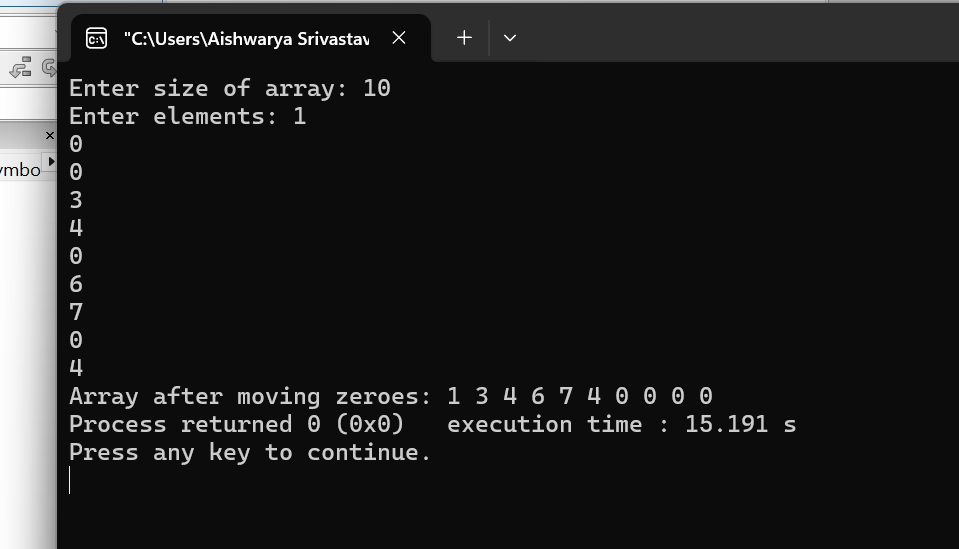 "C:\Users\Aishwarya Srivastav
Enter size of array: 10
Enter elements: 1
0
0
3
4
0
6
7
0
4
Array after moving zeroes: 1 3 4 6 7 4 0 0 0 0
Process returned 0 (0x0)   execution time : 15.191 s
Press any key to continue.
ymbo